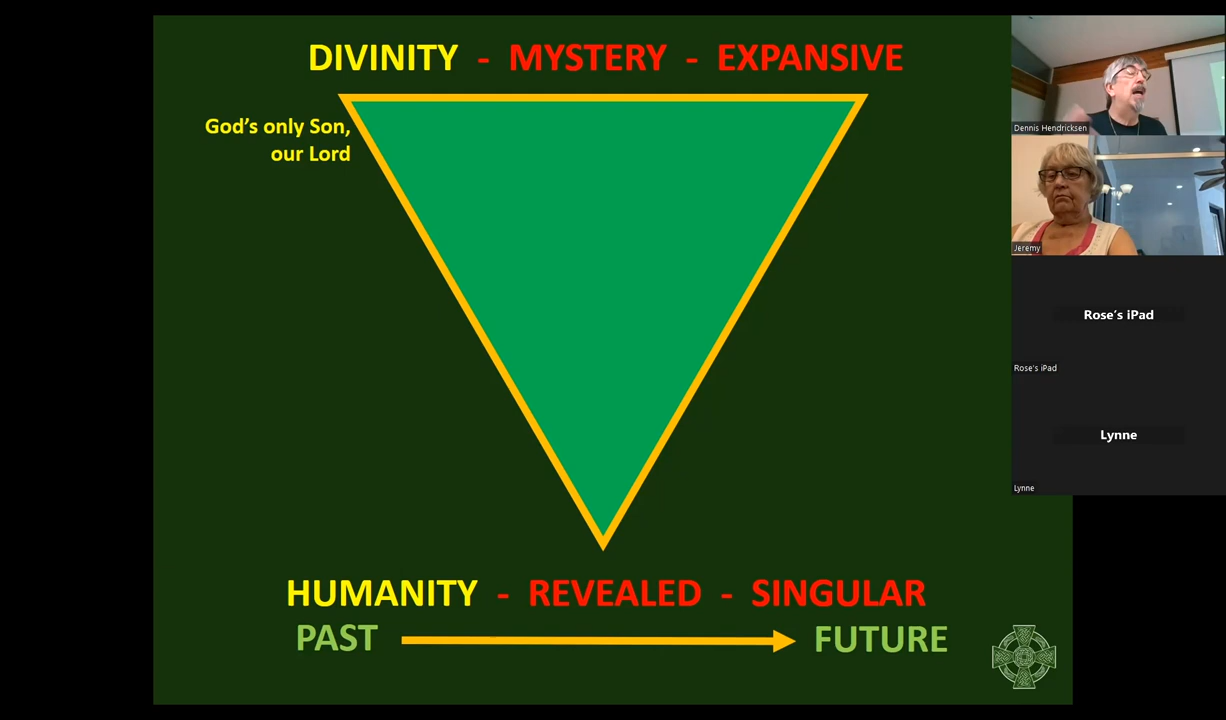 DIVINITY - MYSTERY - EXPANSIVE
God's only Son,
our Lord
HUMANITY - REVEALED - SINGULAR
PAST FUTURE
Dennis Hendricksen
Jeremy
Rose's iPad
Rose's iPad
Lynne
Lynne